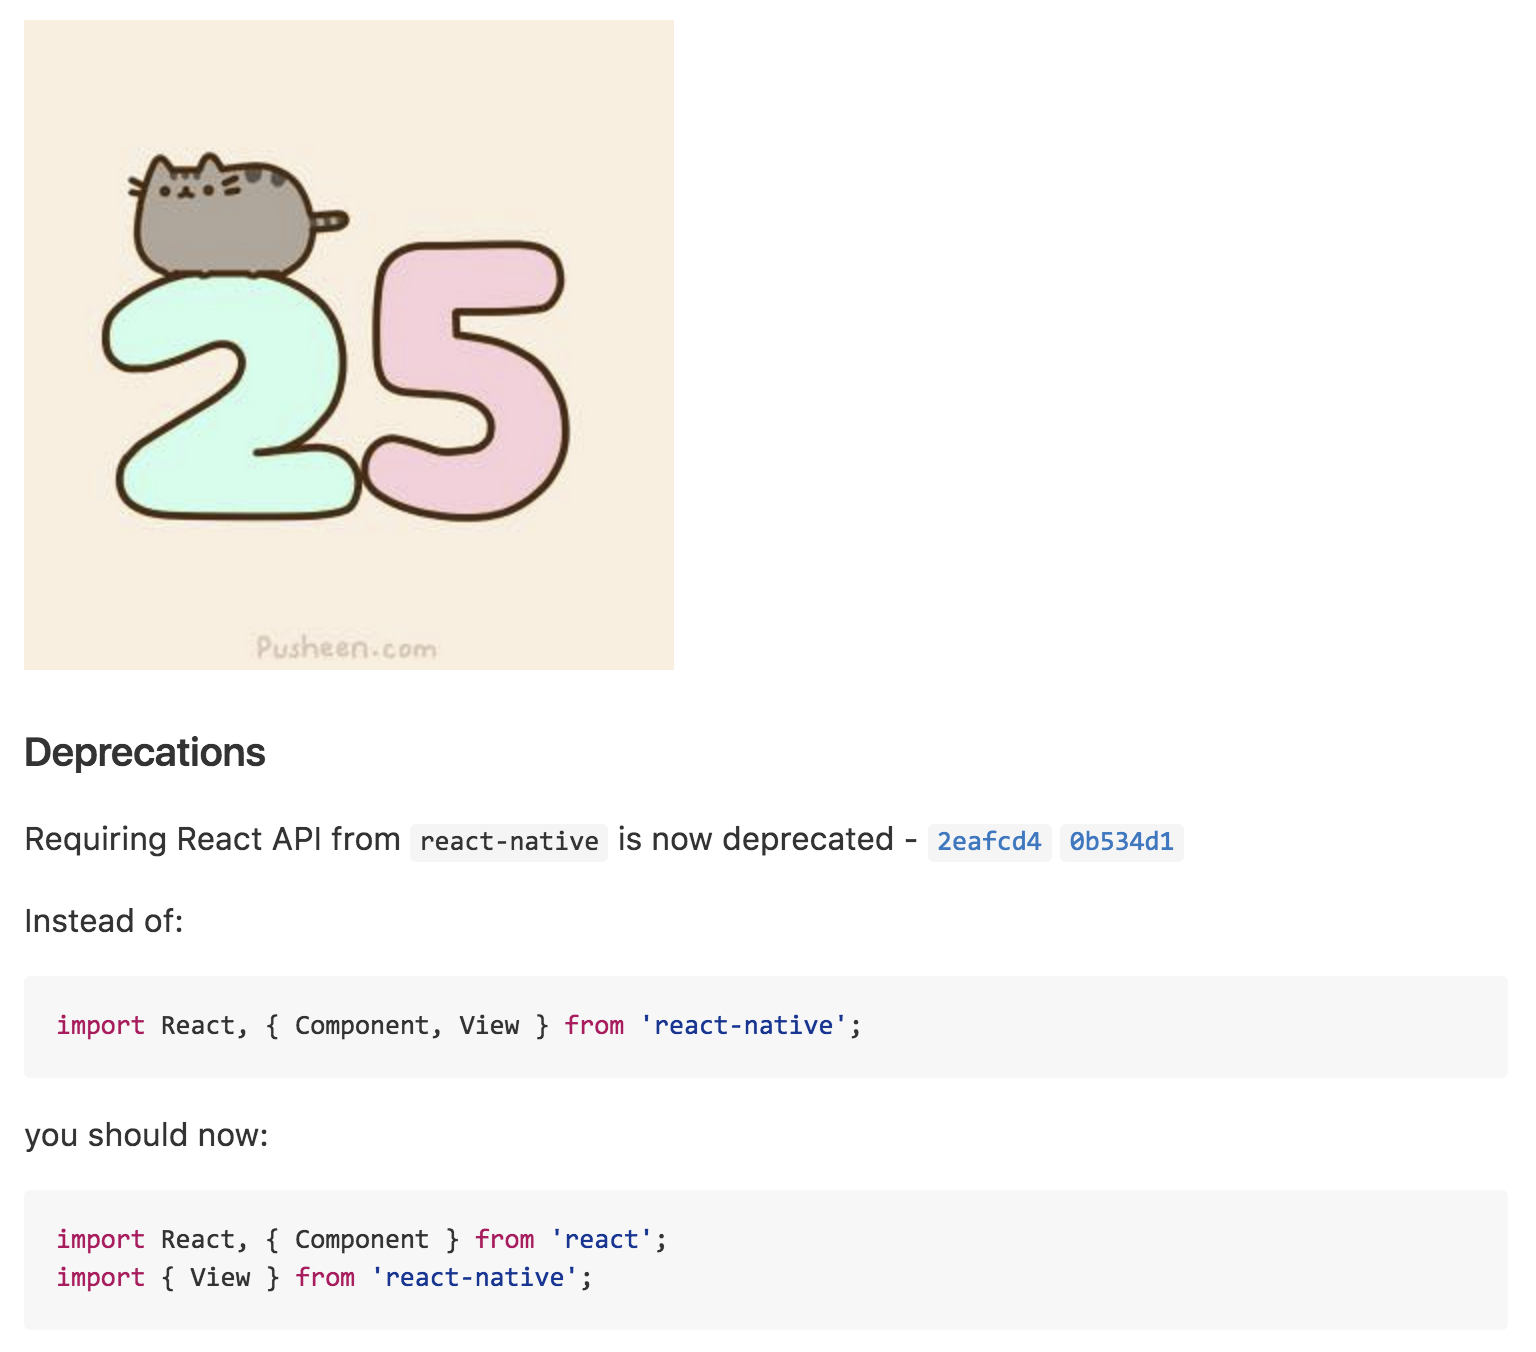 25
Pusheen.com
Deprecations
Requiring React API from react-native is now deprecated - 2eafcd4 0b534d1
Instead of:
import React, { Component, View } from 'react-native';
you should now:
import React, { Component } from 'react';
import { View } from 'react-native';